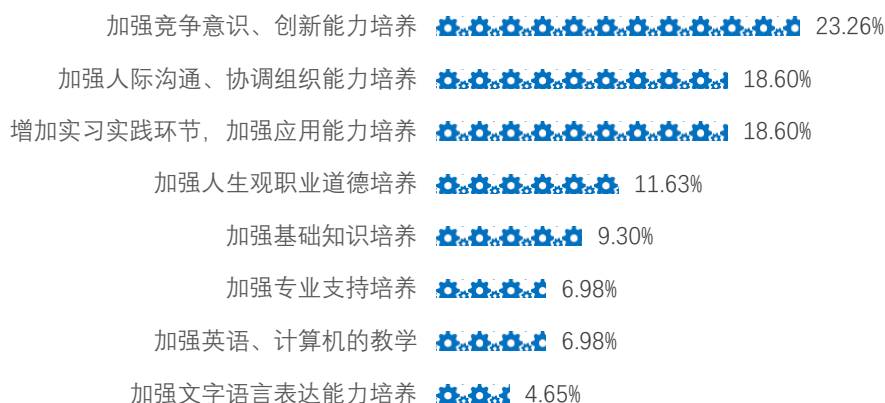 加强竞争意识、创新能力培养 23.26%
加强人际沟通、协调组织能力培养 18.60%
增加实习实践环节，加强应用能力培养 18.60%
加强人生观职业道德培养 11.63%
加强基础知识培养 9.30%
加强专业支持培养 6.98%
加强英语、计算机的教学 6.98%
加强文字语言表达能力培养 4.65%